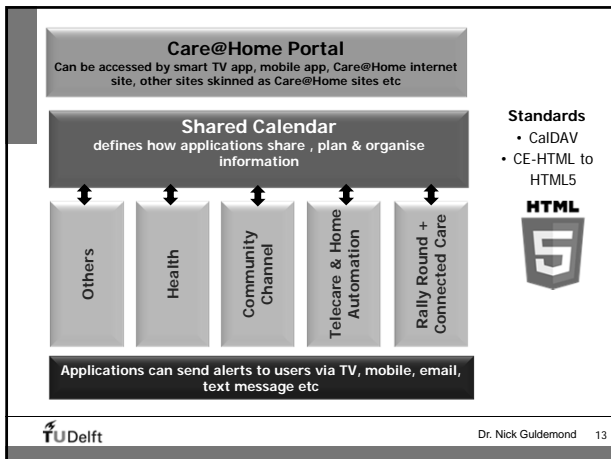 Care@Home Portal
Can be accessed by smart TV app, mobile app, Care@Home internet
site, other sites skinned as Care@Home sites etc
Shared Calendar
defines how applications share , plan & organise
information
Others
Health
Community
Channel
Telecare & Home
Automation
Rally Round +
Connected Care
Applications can send alerts to users via TV, mobile, email,
text message etc
Standards
• CalDAV
• CE-HTML to
HTML5
HTML
5
TUDelft
Dr. Nick Guldemond 13